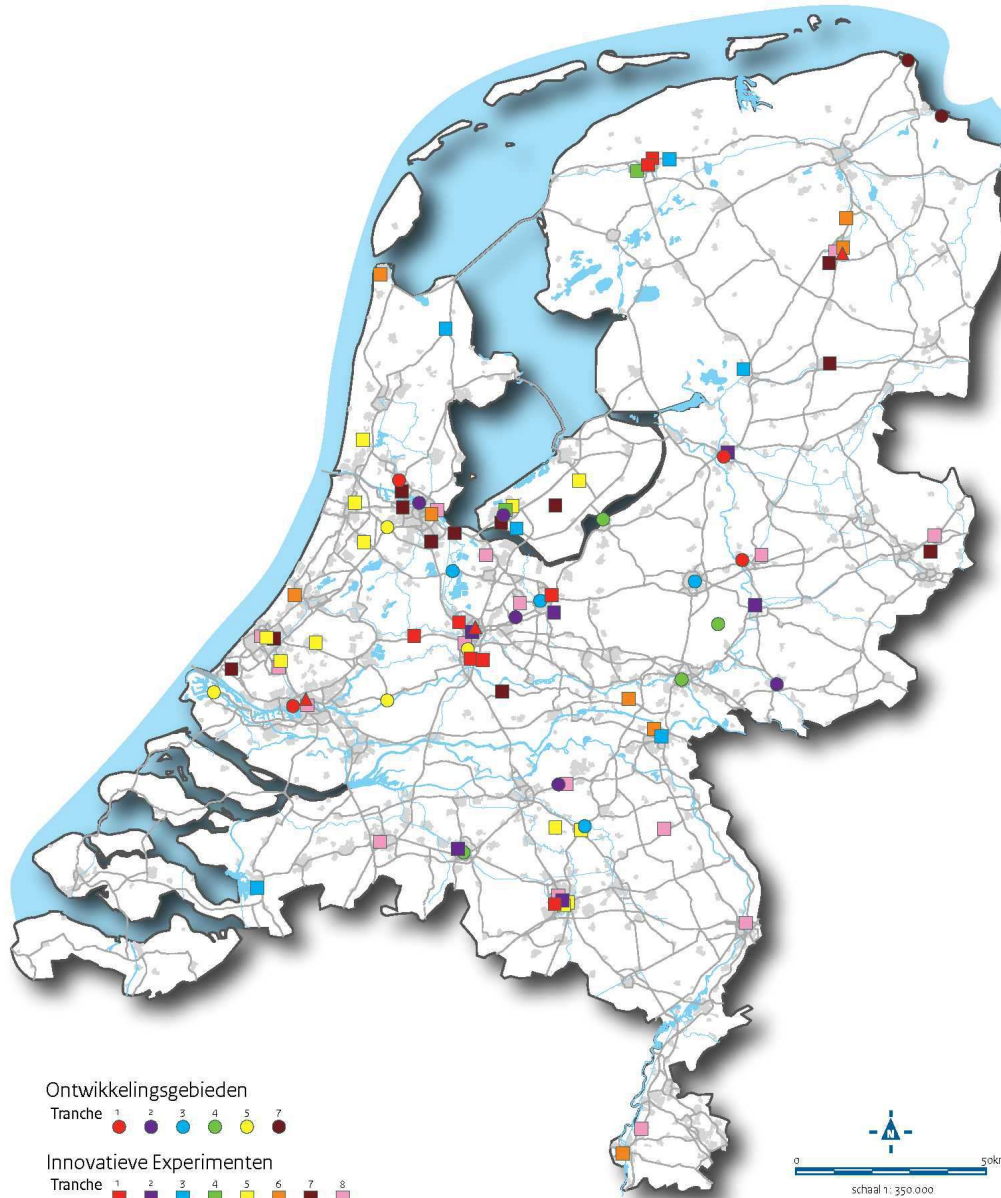 Ontwikkelingsgebieden
Tranche 1 2 3 4 5 7
Innovatieve Experimenten
Tranche 1 2 3 4 5 6 7 8
N
0 50km
schaal 1: 350.000